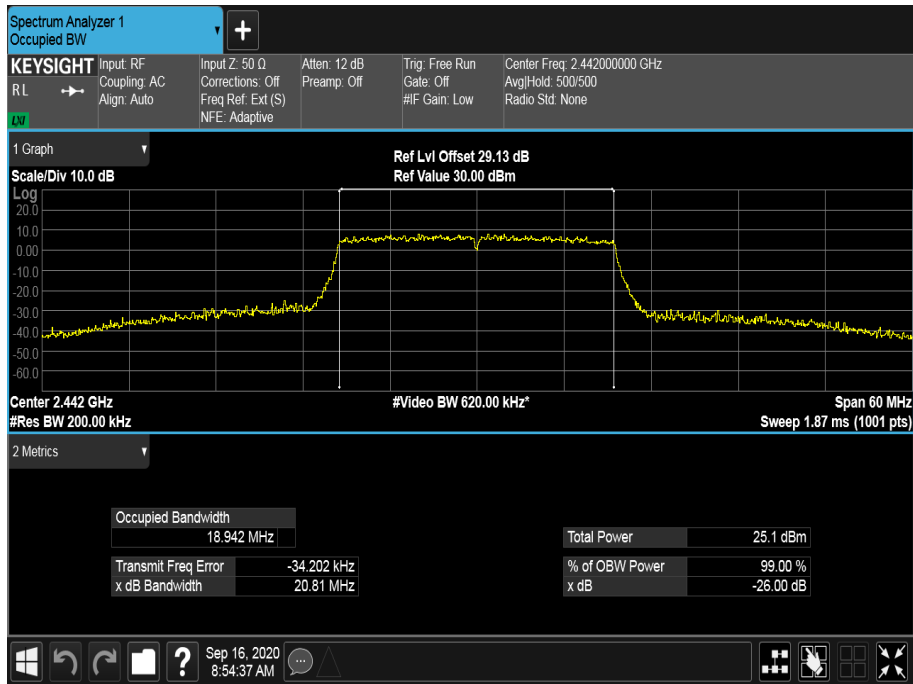 Spectrum Analyzer 1
Occupied BW
+
KEYSIGHT
RL
LXI
Input: RF
Coupling: AC
Align: Auto
Input Z: 50 Ω
Corrections: Off
Freq Ref: Ext (S)
NFE: Adaptive
Atten: 12 dB
Preamp: Off
Trig: Free Run
Gate: Off
#IF Gain: Low
Center Freq: 2.442000000 GHz
Avg|Hold: 500/500
Radio Std: None
1 Graph
Scale/Div 10.0 dB
Ref Lvl Offset 29.13 dB
Ref Value 30.00 dBm
Log
20.0
10.0
0.00
-10.0
-20.0
-30.0
-40.0
-50.0
-60.0
Center 2.442 GHz
#Video BW 620.00 kHz*
Span 60 MHz
#Res BW 200.00 kHz
Sweep 1.87 ms (1001 pts)
2 Metrics
Occupied Bandwidth
18.942 MHz
Total Power 25.1 dBm
Transmit Freq Error -34.202 kHz
% of OBW Power 99.00 %
x dB Bandwidth 20.81 MHz
x dB -26.00 dB
?
Sep 16, 2020
8:54:37 AM